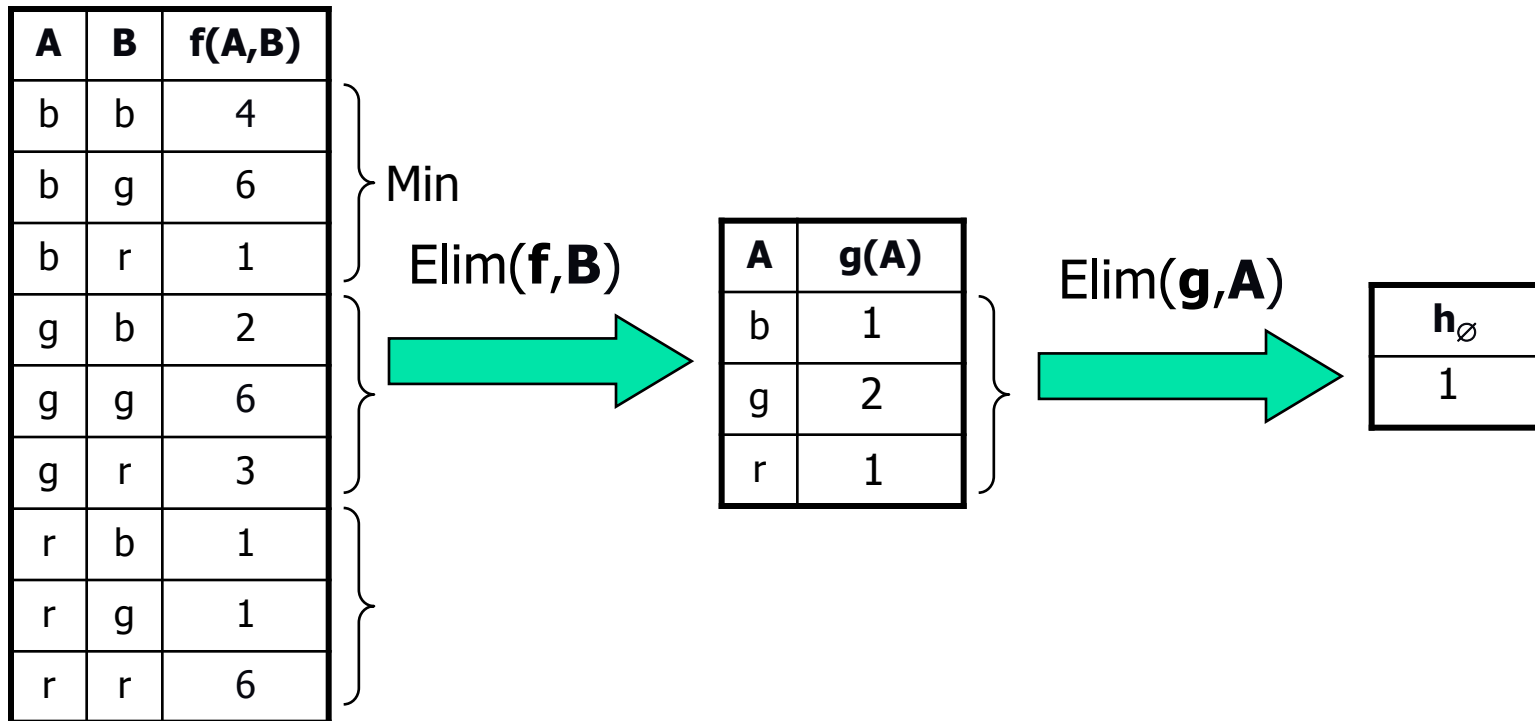 A B f(A,B)
b b 4
b g 6
b r 1
g b 2
g g 6
g r 3
r b 1
r g 1
r r 6
Min
Elim(f,B)
A g(A)
b 1
g 2
r 1
Elim(g,A)
h∅
1